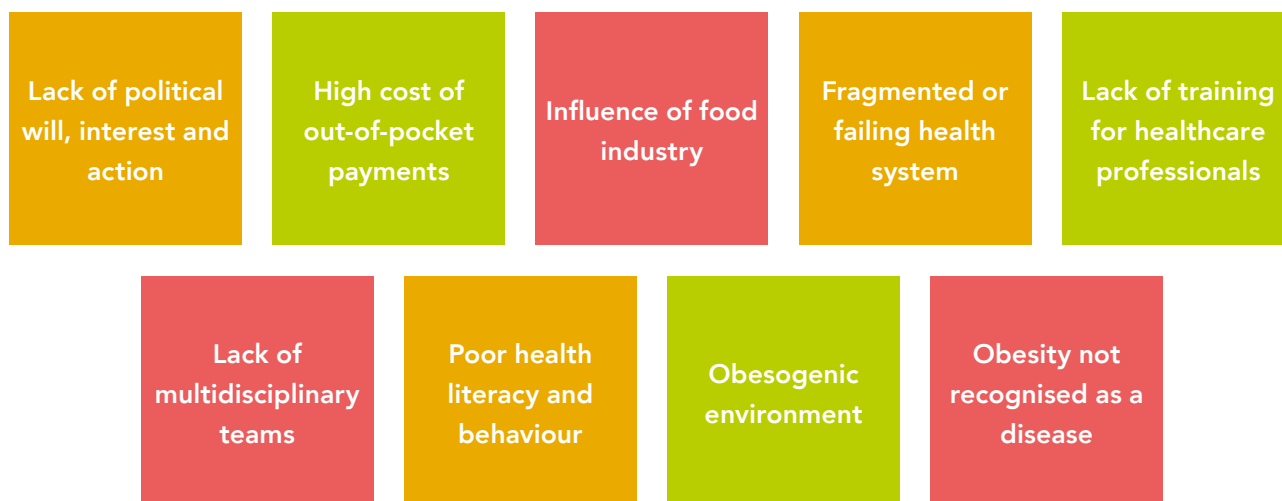 Lack of political
will, interest and
action
High cost of
out-of-pocket
payments
Influence of food
industry
Fragmented or
failing health
system
Lack of training
for healthcare
professionals
Lack of
multidisciplinary
teams
Poor health
literacy and
behaviour
Obesogenic
environment
Obesity not
recognised as a
disease